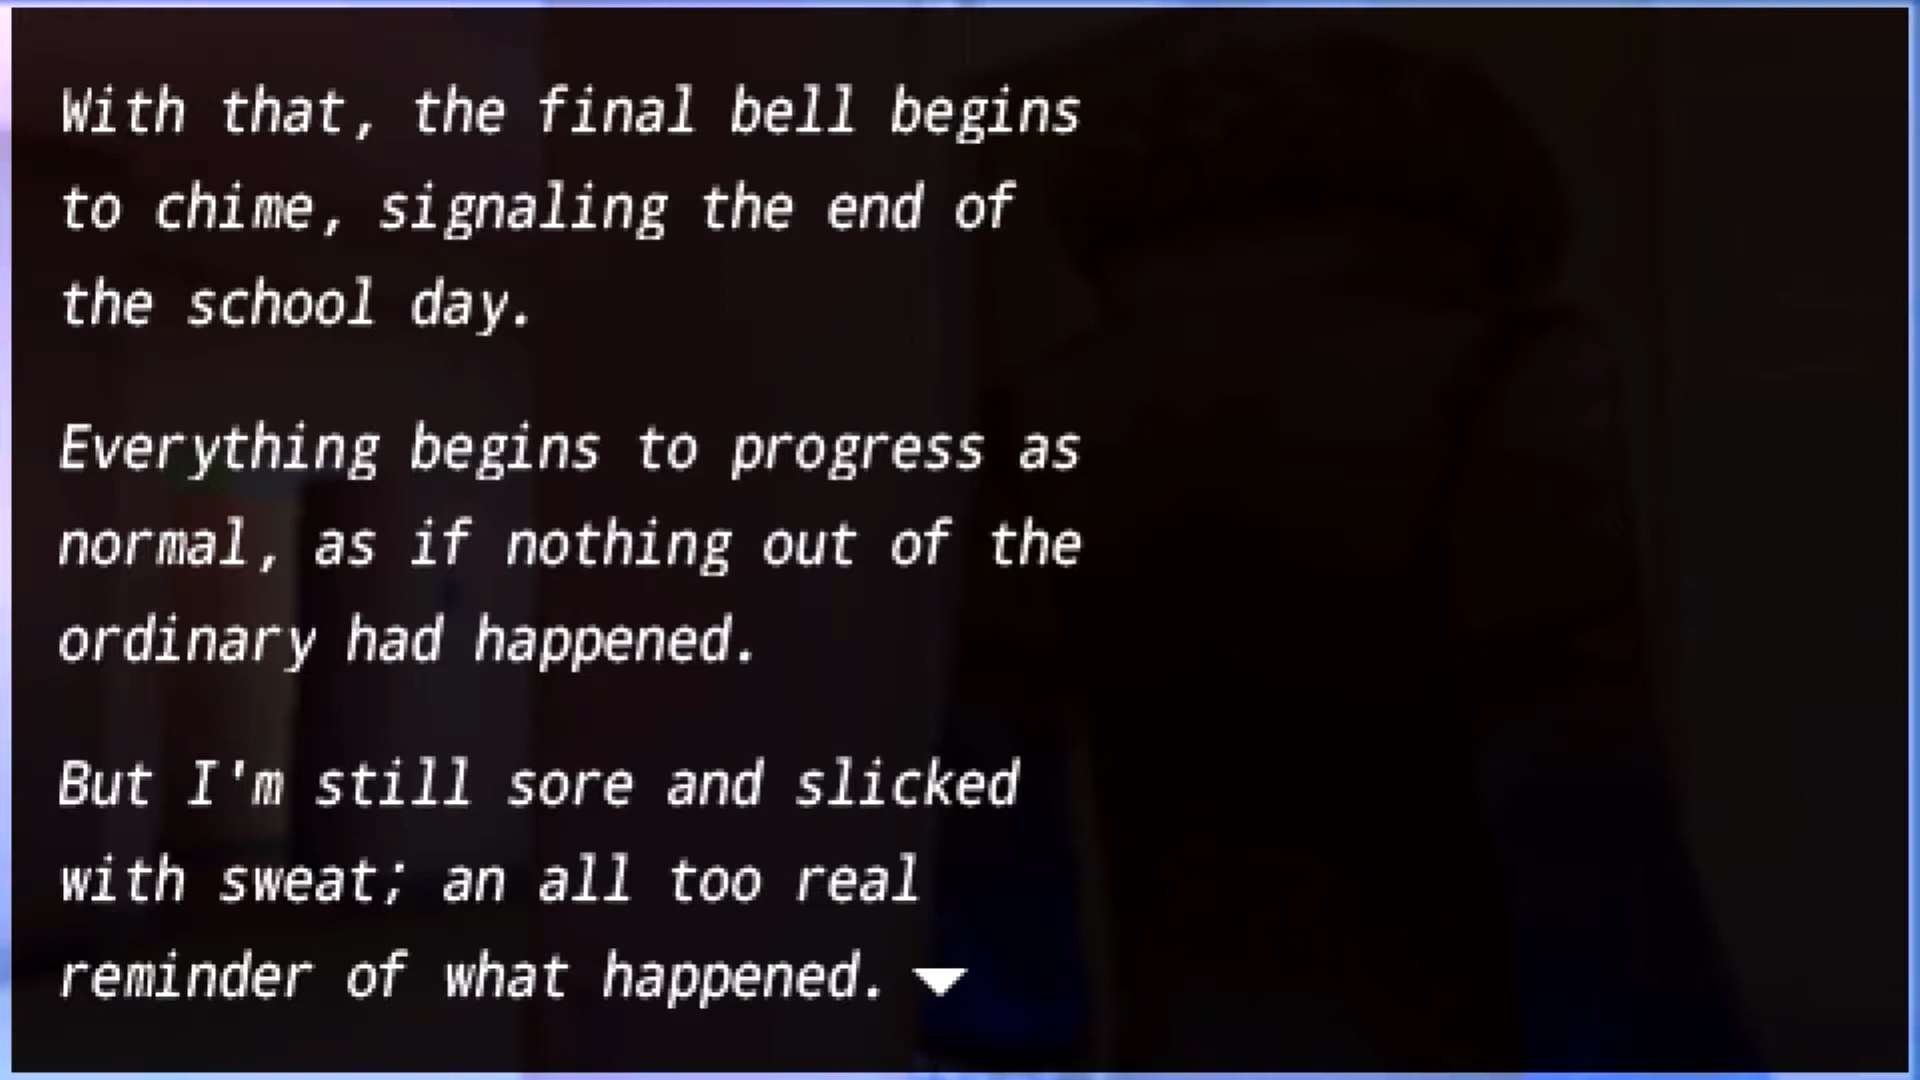 With that, the final bell begins
to chime, signaling the end of
the school day.
Everything begins to progress as
normal, as if nothing out of the
ordinary had happened.
But I'm still sore and slicked
with sweat; an all too real
reminder of what happened.